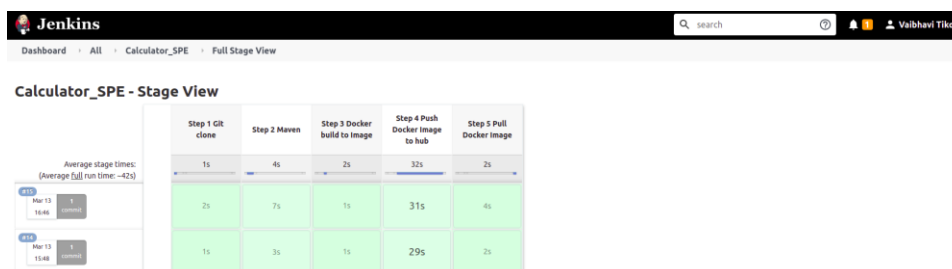 Jenkins
search
1
Vaibhavi Tiko
Dashboard
All
Calculator_SPE
Full Stage View
Calculator_SPE - Stage View
Step 1 Git
clone
Step 2 Maven
Step 3 Docker
build to Image
Step 4 Push
Docker Image
to hub
Step 5 Pull
Docker Image
Average stage times:
(Average full run time: ~42s)
1s
4s
2s
32s
2s
#15
Mar 13
16:46
1
commit
2s
7s
1s
31s
4s
#14
Mar 13
15:48
1
commit
1s
3s
1s
29s
2s